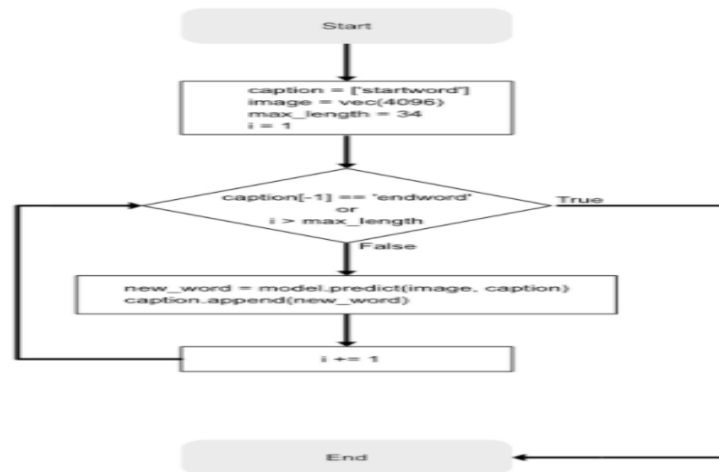 Start
caption = ['startword']
image = vec(4096)
max_length = 34
i = 1
caption[-1] == 'endword'
or
i > max_length
True
False
new_word = model.predict(image, caption)
caption.append(new_word)
i += 1
End